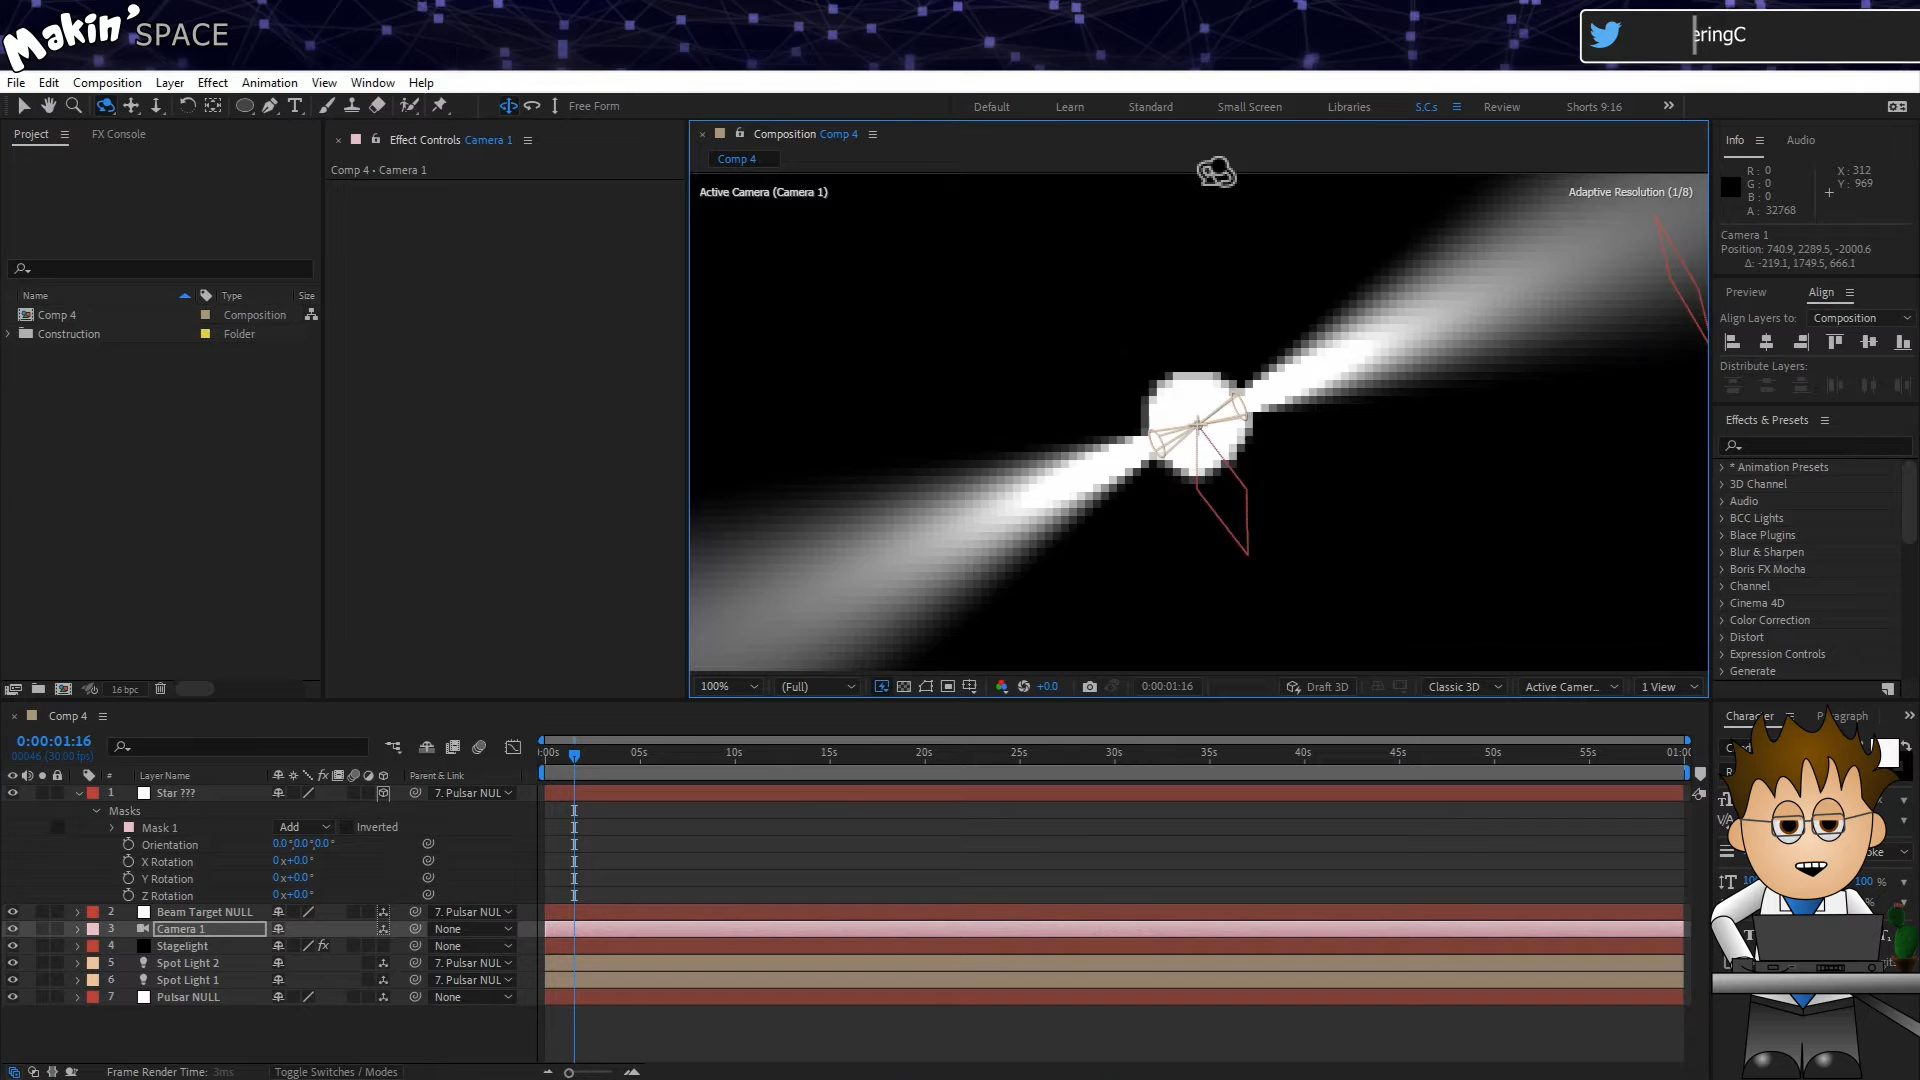 Makin' SPACE
eringC
File Edit Composition Layer Effect Animation View Window Help
Free Form
Default Learn Standard Small Screen Libraries S.C.s Review Shorts 9:16
Project FX Console
Effect Controls Camera 1
Comp 4 • Camera 1
Composition Comp 4
Comp 4
Active Camera (Camera 1)
Adaptive Resolution (1/8)
Info Audio
R : 0
G : 0
B : 0
A : 32768
X : 312
Y : 969
Camera 1
Position: 740.9, 2289.5, -2000.6
Δ: -219.1, 1749.5, 666.1
Preview Align
Align Layers to: Composition
Distribute Layers:
Effects & Presets
* Animation Presets
3D Channel
Audio
BCC Lights
Blace Plugins
Blur & Sharpen
Boris FX Mocha
Channel
Cinema 4D
Color Correction
Distort
Expression Controls
Generate
Name Type Size
Comp 4 Composition
Construction Folder
16 bpc
100% (Full) +0.0 0:00:01:16 Draft 3D Classic 3D Active Camer... 1 View
Comp 4
0:00:01:16
00046 (30.00 fps)
:00s 05s 10s 15s 20s 25s 30s 35s 40s 45s 50s 55s 01:00
# Layer Name fx Parent & Link
1 Star ??? 7. Pulsar NUL
Masks
Mask 1 Add Inverted
Orientation 0.0°,0.0°,0.0°
X Rotation 0x+0.0°
Y Rotation 0x+0.0°
Z Rotation 0x+0.0°
2 Beam Target NULL 7. Pulsar NUL
3 Camera 1 None
4 Stagelight fx None
5 Spot Light 2 7. Pulsar NUL
6 Spot Light 1 7. Pulsar NUL
7 Pulsar NULL None
Frame Render Time: 3ms Toggle Switches / Modes
Character Paragraph
100 %